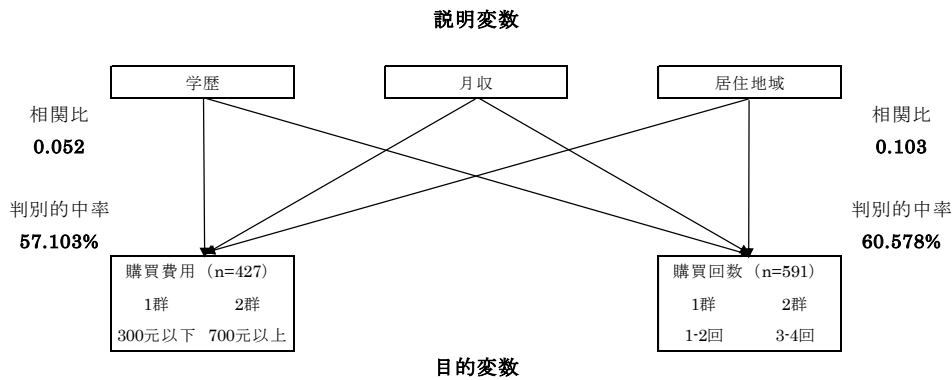 説明変数
学歴 月収 居住地域
相関比 相関比
0.052 0.103
判別的中率 判別的中率
57.103% 60.578%
購買費用（n=427) 購買回数（n=591)
1群 2群 1群 2群
300元以下 700元以上 1-2回 3-4回
目的変数